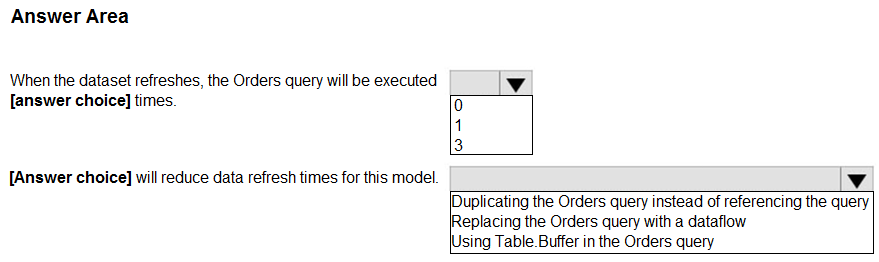 Answer Area
When the dataset refreshes, the Orders query will be executed
[answer choice] times.
0
1
3
[Answer choice] will reduce data refresh times for this model.
Duplicating the Orders query instead of referencing the query
Replacing the Orders query with a dataflow
Using Table.Buffer in the Orders query